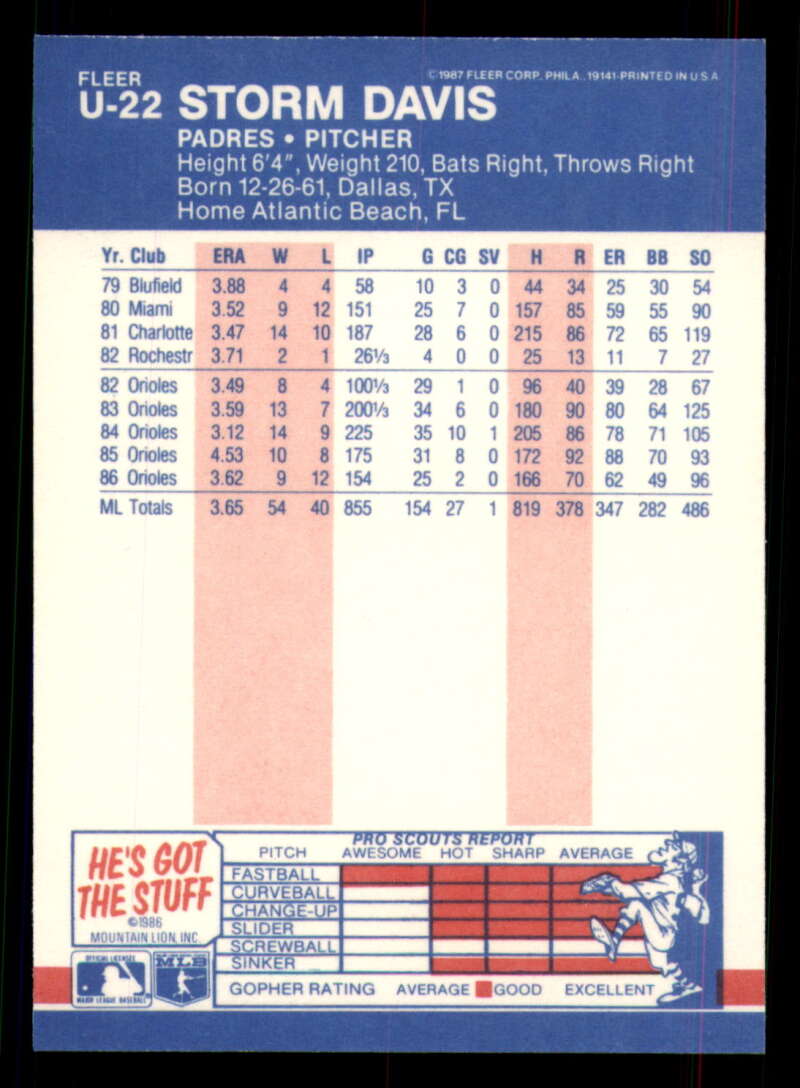 FLEER ©1987 FLEER CORP. PHILA., 19141-PRINTED IN U S A
U-22 STORM DAVIS
PADRES • PITCHER
Height 6'4", Weight 210, Bats Right, Throws Right
Born 12-26-61, Dallas, TX
Home Atlantic Beach, FL
Yr. Club ERA W L IP G CG SV H R ER BB SO
79 Blufield 3.88 4 4 58 10 3 0 44 34 25 30 54
80 Miami 3.52 9 12 151 25 7 0 157 85 59 55 90
81 Charlotte 3.47 14 10 187 28 6 0 215 86 72 65 119
82 Rochestr 3.71 2 1 26⅓ 4 0 0 25 13 11 7 27
82 Orioles 3.49 8 4 100⅓ 29 1 0 96 40 39 28 67
83 Orioles 3.59 13 7 200⅓ 34 6 0 180 90 80 64 125
84 Orioles 3.12 14 9 225 35 10 1 205 86 78 71 105
85 Orioles 4.53 10 8 175 31 8 0 172 92 88 70 93
86 Orioles 3.62 9 12 154 25 2 0 166 70 62 49 96
ML Totals 3.65 54 40 855 154 27 1 819 378 347 282 486
HE'S GOT
THE STUFF
©1986
MOUNTAIN LION, INC.
PRO SCOUTS REPORT
PITCH AWESOME HOT SHARP AVERAGE
FASTBALL
CURVEBALL
CHANGE-UP
SLIDER
SCREWBALL
SINKER
GOPHER RATING AVERAGE GOOD EXCELLENT
OFFICIAL LICENSEE
MAJOR LEAGUE BASEBALL
MLB